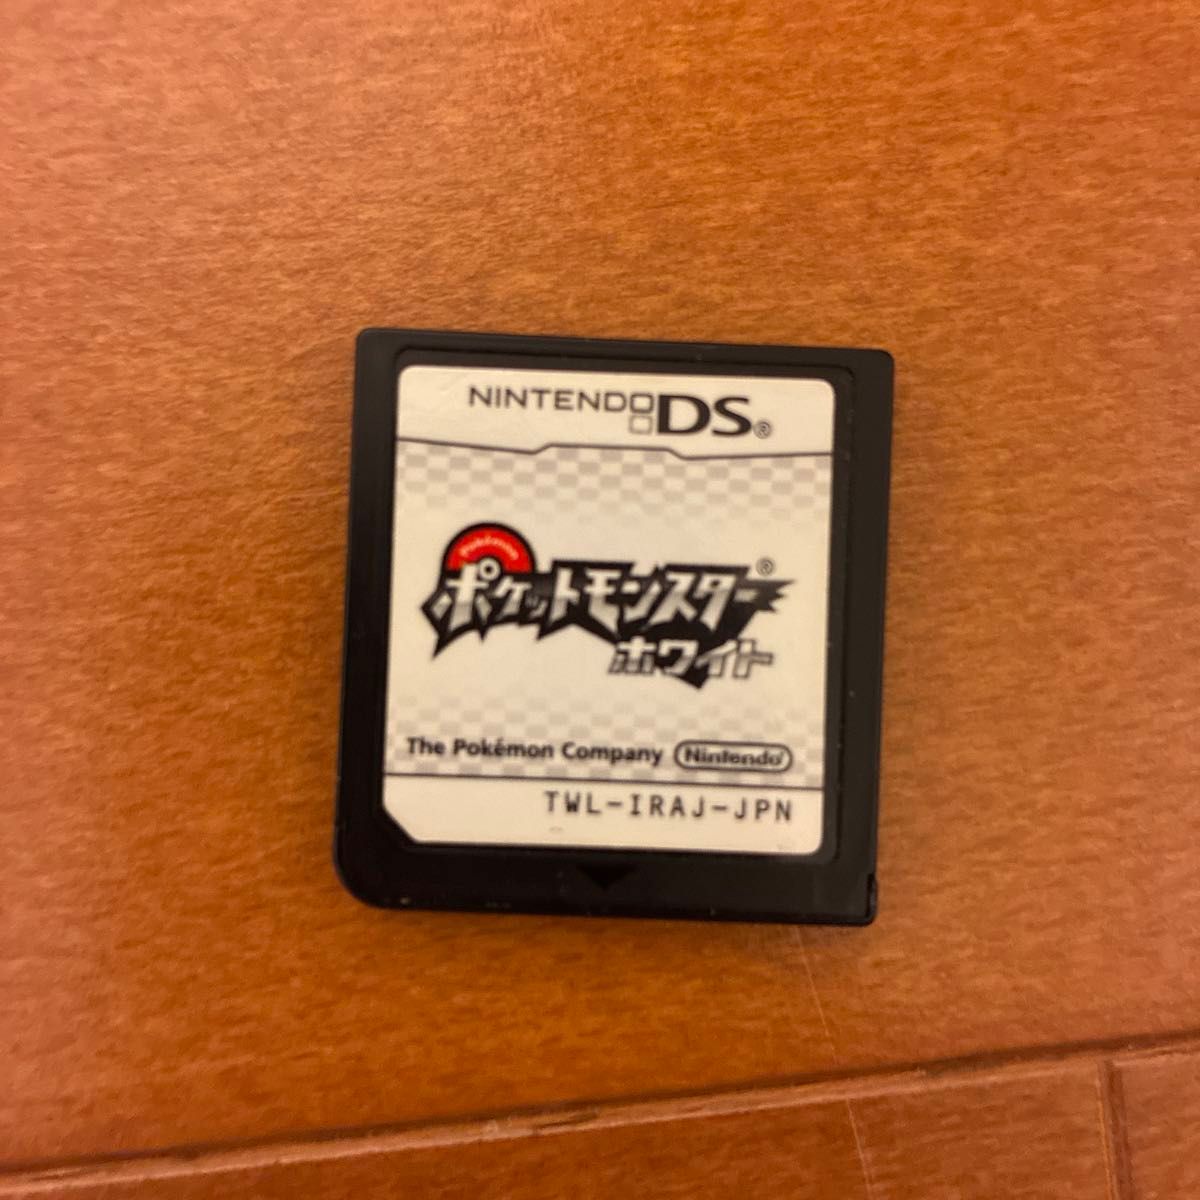 NINTENDO DS®
Pokémon
ポケットモンスター®
ホワイト
The Pokémon Company Nintendo®
TWL-IRAJ-JPN